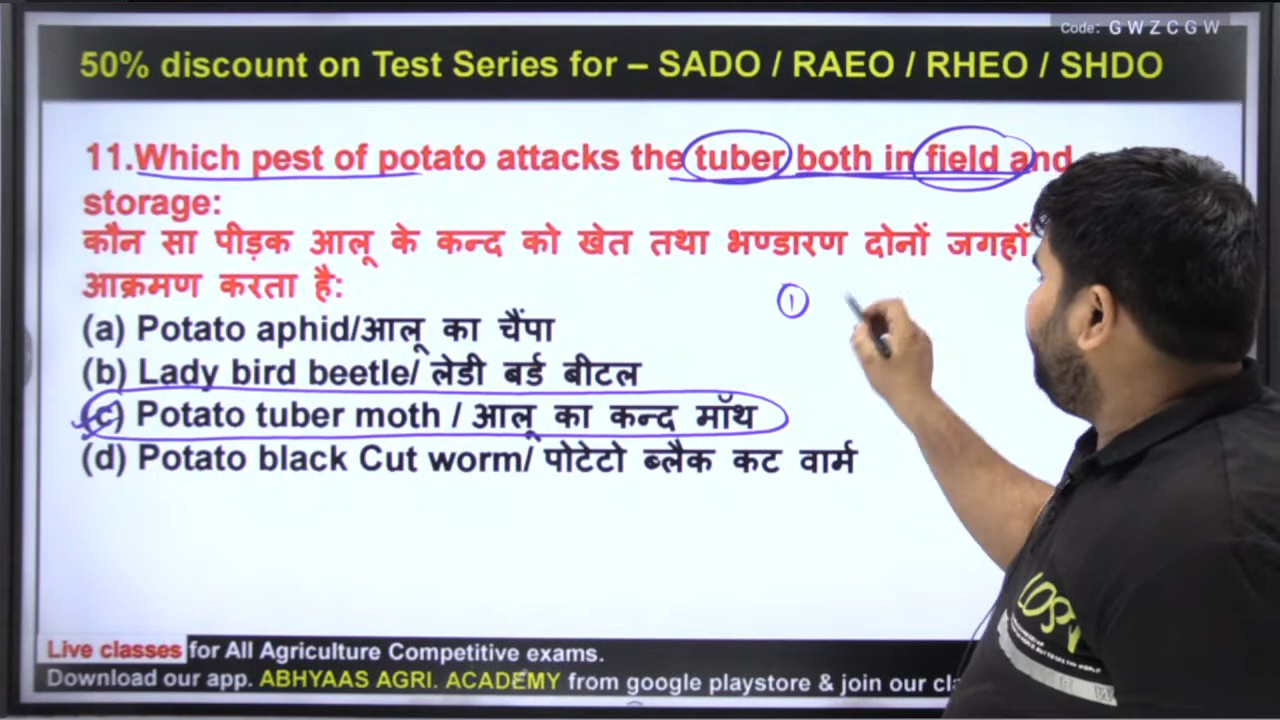 Code: G W Z C G W
50% discount on Test Series for – SADO / RAEO / RHEO / SHDO
11.Which pest of potato attacks the tuber both in field and
storage:
कौन सा पीड़क आलू के कन्द को खेत तथा भण्डारण दोनों जगहों
आक्रमण करता है:
1
(a) Potato aphid/आलू का चैंपा
(b) Lady bird beetle/ लेडी बर्ड बीटल
(c) Potato tuber moth / आलू का कन्द मॉथ
(d) Potato black Cut worm/ पोटेटो ब्लैक कट वार्म
Live classes for All Agriculture Competitive exams.
Download our app. ABHYAAS AGRI. ACADEMY from google playstore & join our